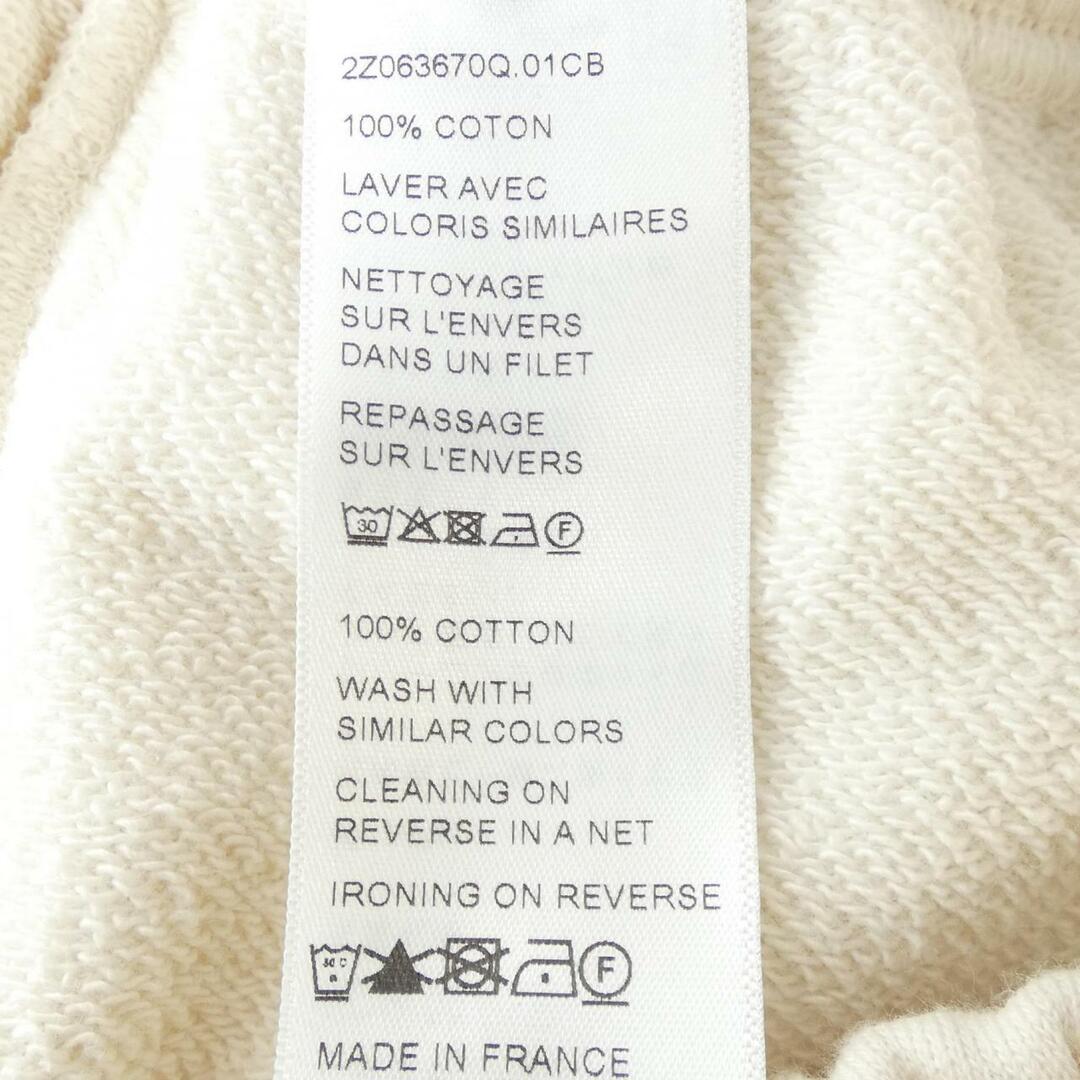 2Z063670Q.01CB
100% COTON
LAVER AVEC
COLORIS SIMILAIRES
NETTOYAGE
SUR L'ENVERS
DANS UN FILET
REPASSAGE
SUR L'ENVERS
30 F
100% COTTON
WASH WITH
SIMILAR COLORS
CLEANING ON
REVERSE IN A NET
IRONING ON REVERSE
30 C F
MADE IN FRANCE